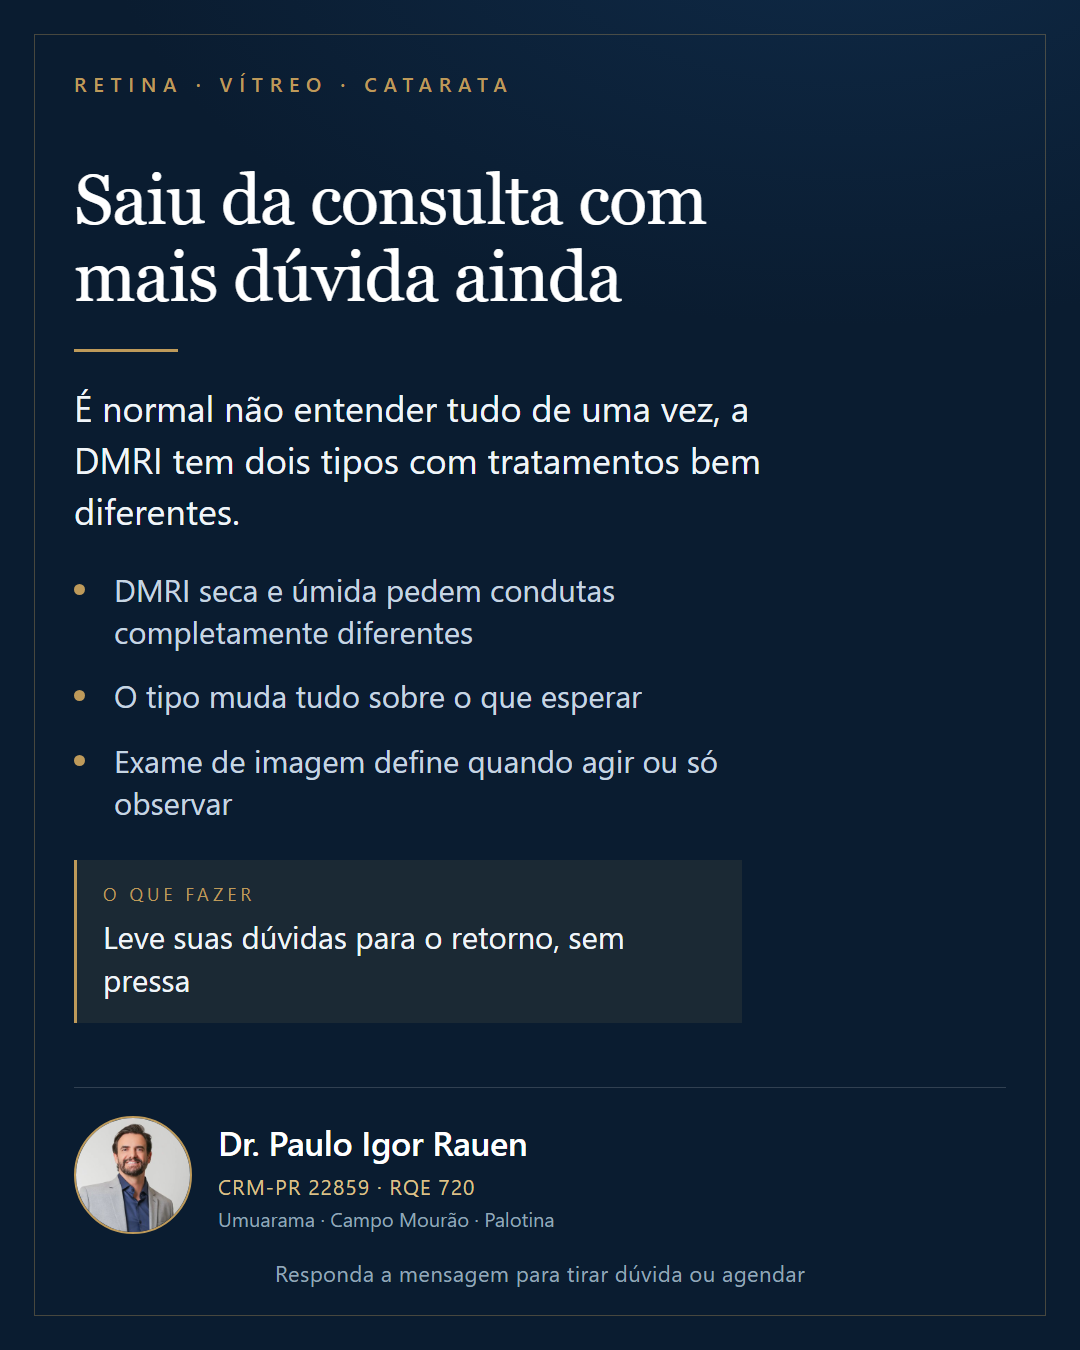 RETINA · VÍTREO · CATARATA
Saiu da consulta com
mais dúvida ainda
É normal não entender tudo de uma vez, a
DMRI tem dois tipos com tratamentos bem
diferentes.
• DMRI seca e úmida pedem condutas
completamente diferentes
• O tipo muda tudo sobre o que esperar
• Exame de imagem define quando agir ou só
observar
O QUE FAZER
Leve suas dúvidas para o retorno, sem
pressa
Dr. Paulo Igor Rauen
CRM-PR 22859 · RQE 720
Umuarama · Campo Mourão · Palotina
Responda a mensagem para tirar dúvida ou agendar